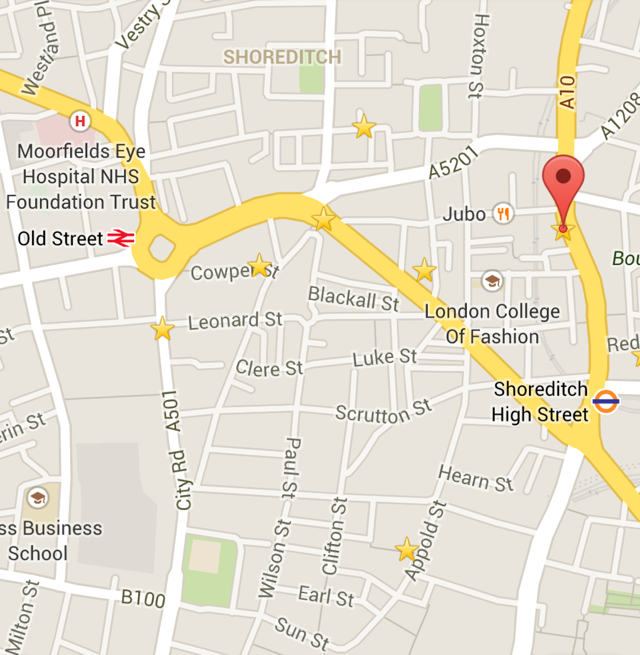 Westland Pl
Vestry S
SHOREDITCH
Hoxton St
A10
A1208
H
Moorfields Eye
Hospital NHS
Foundation Trust
A5201
Jubo
Old Street
Cowper St
Blackall St
London College
Of Fashion
Leonard St
St
Clere St
Luke St
Red
Shoreditch
High Street
Scrutton St
A501
City Rd
erin St
Paul St
Hearn St
ss Business
School
Wilson St
Clifton St
Appold St
Milton St
B100
Earl St
Sun St